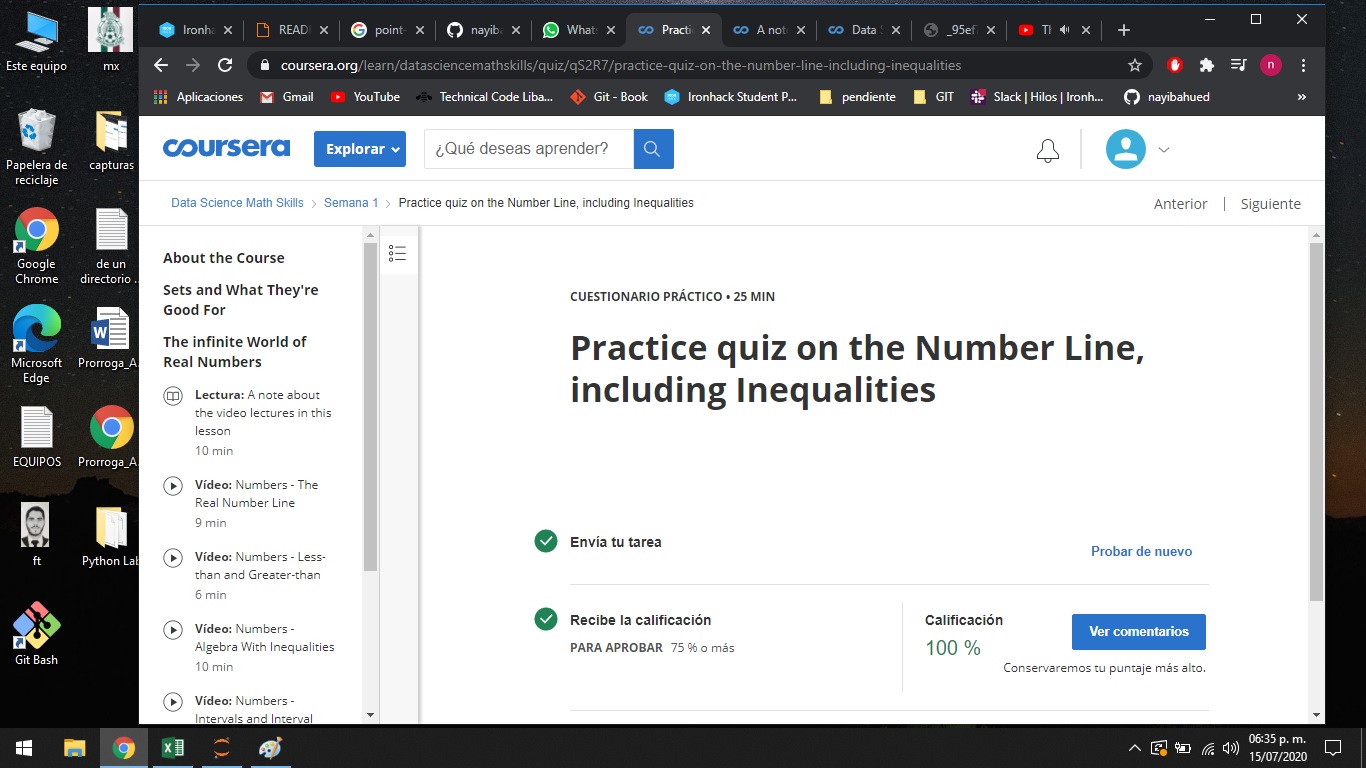 Este equipo
mx
Papelera de
reciclaje
capturas
Google
Chrome
de un
directorio ...
Microsoft
Edge
Prorroga_A...
EQUIPOS
Prorroga_A...
ft
Python Lab
Git Bash
Ironha
READ
point-
nayiba
Whats
Practi
A not
Data S
_95ef
TI
coursera.org/learn/datasciencemathskills/quiz/qS2R7/practice-quiz-on-the-number-line-including-inequalities
n
Aplicaciones
Gmail
YouTube
Technical Code Liba...
Git - Book
Ironhack Student P...
pendiente
GIT
Slack | Hilos | Ironh...
nayibahued
»
coursera
Explorar
¿Qué deseas aprender?
Data Science Math Skills > Semana 1 > Practice quiz on the Number Line, including Inequalities
Anterior | Siguiente
About the Course
Sets and What They're
Good For
The infinite World of
Real Numbers
Lectura: A note about
the video lectures in this
lesson
10 min
Vídeo: Numbers - The
Real Number Line
9 min
Vídeo: Numbers - Less-
than and Greater-than
6 min
Vídeo: Numbers -
Algebra With Inequalities
10 min
Vídeo: Numbers -
Intervals and Interval
CUESTIONARIO PRÁCTICO • 25 MIN
Practice quiz on the Number Line,
including Inequalities
Envía tu tarea
Probar de nuevo
Recibe la calificación
PARA APROBAR 75 % o más
Calificación
100 %
Ver comentarios
Conservaremos tu puntaje más alto.
06:35 p. m.
15/07/2020